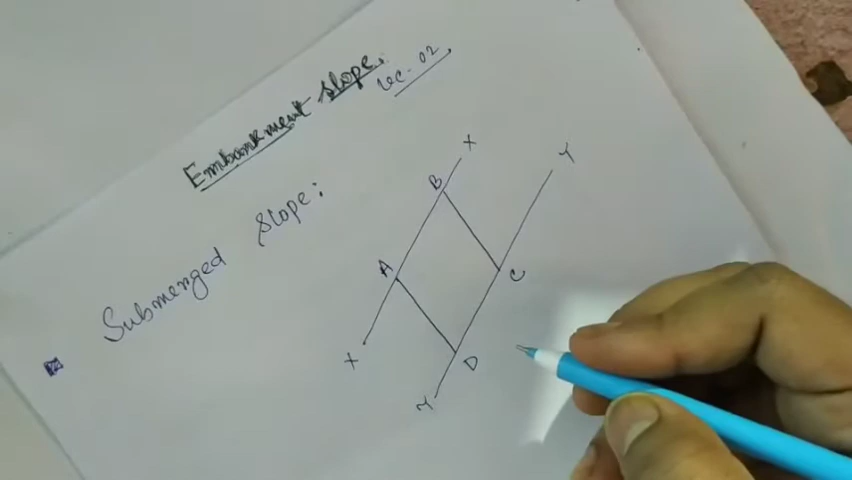 Embankment slope.
Lec. 02
Submerged slope:
X
Y
B
A
C
X
D
Y